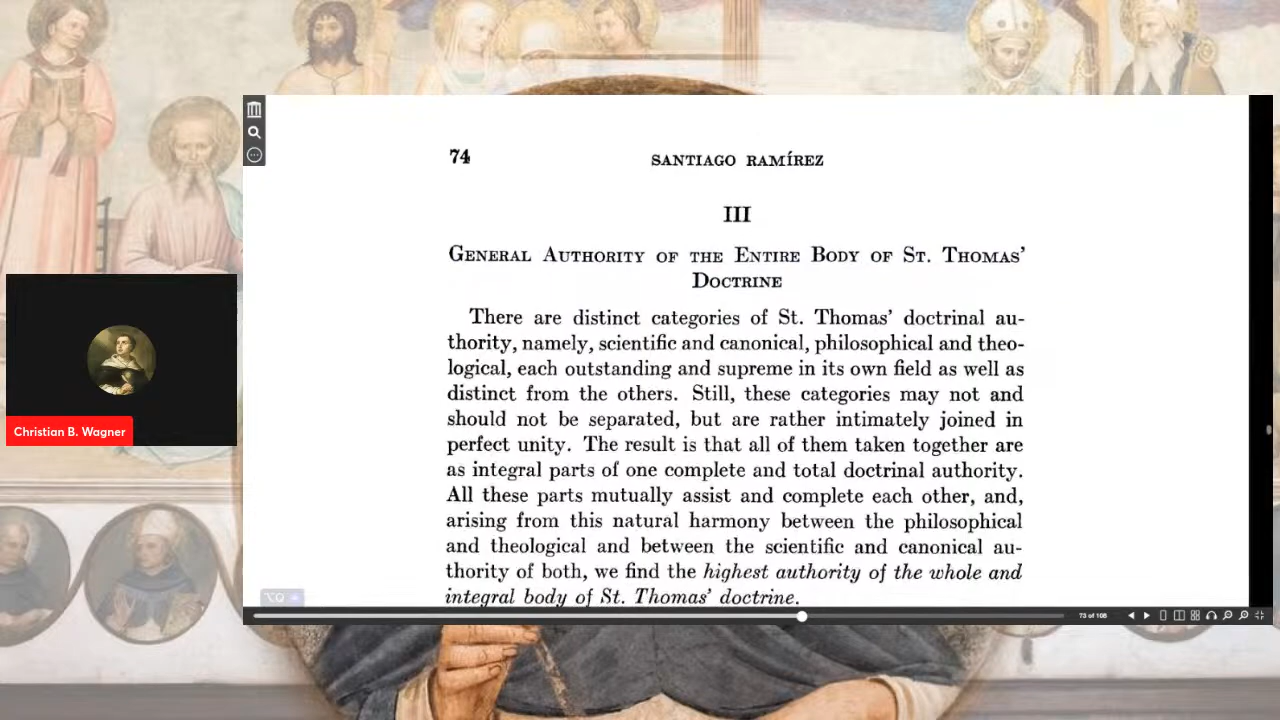 74
SANTIAGO RAMÍREZ
III
GENERAL AUTHORITY OF THE ENTIRE BODY OF ST. THOMAS'
DOCTRINE
There are distinct categories of St. Thomas' doctrinal au-
thority, namely, scientific and canonical, philosophical and theo-
logical, each outstanding and supreme in its own field as well as
distinct from the others. Still, these categories may not and
should not be separated, but are rather intimately joined in
perfect unity. The result is that all of them taken together are
as integral parts of one complete and total doctrinal authority.
All these parts mutually assist and complete each other, and,
arising from this natural harmony between the philosophical
and theological and between the scientific and canonical au-
thority of both, we find the highest authority of the whole and
integral body of St. Thomas' doctrine.
Christian B. Wagner
73 of 108